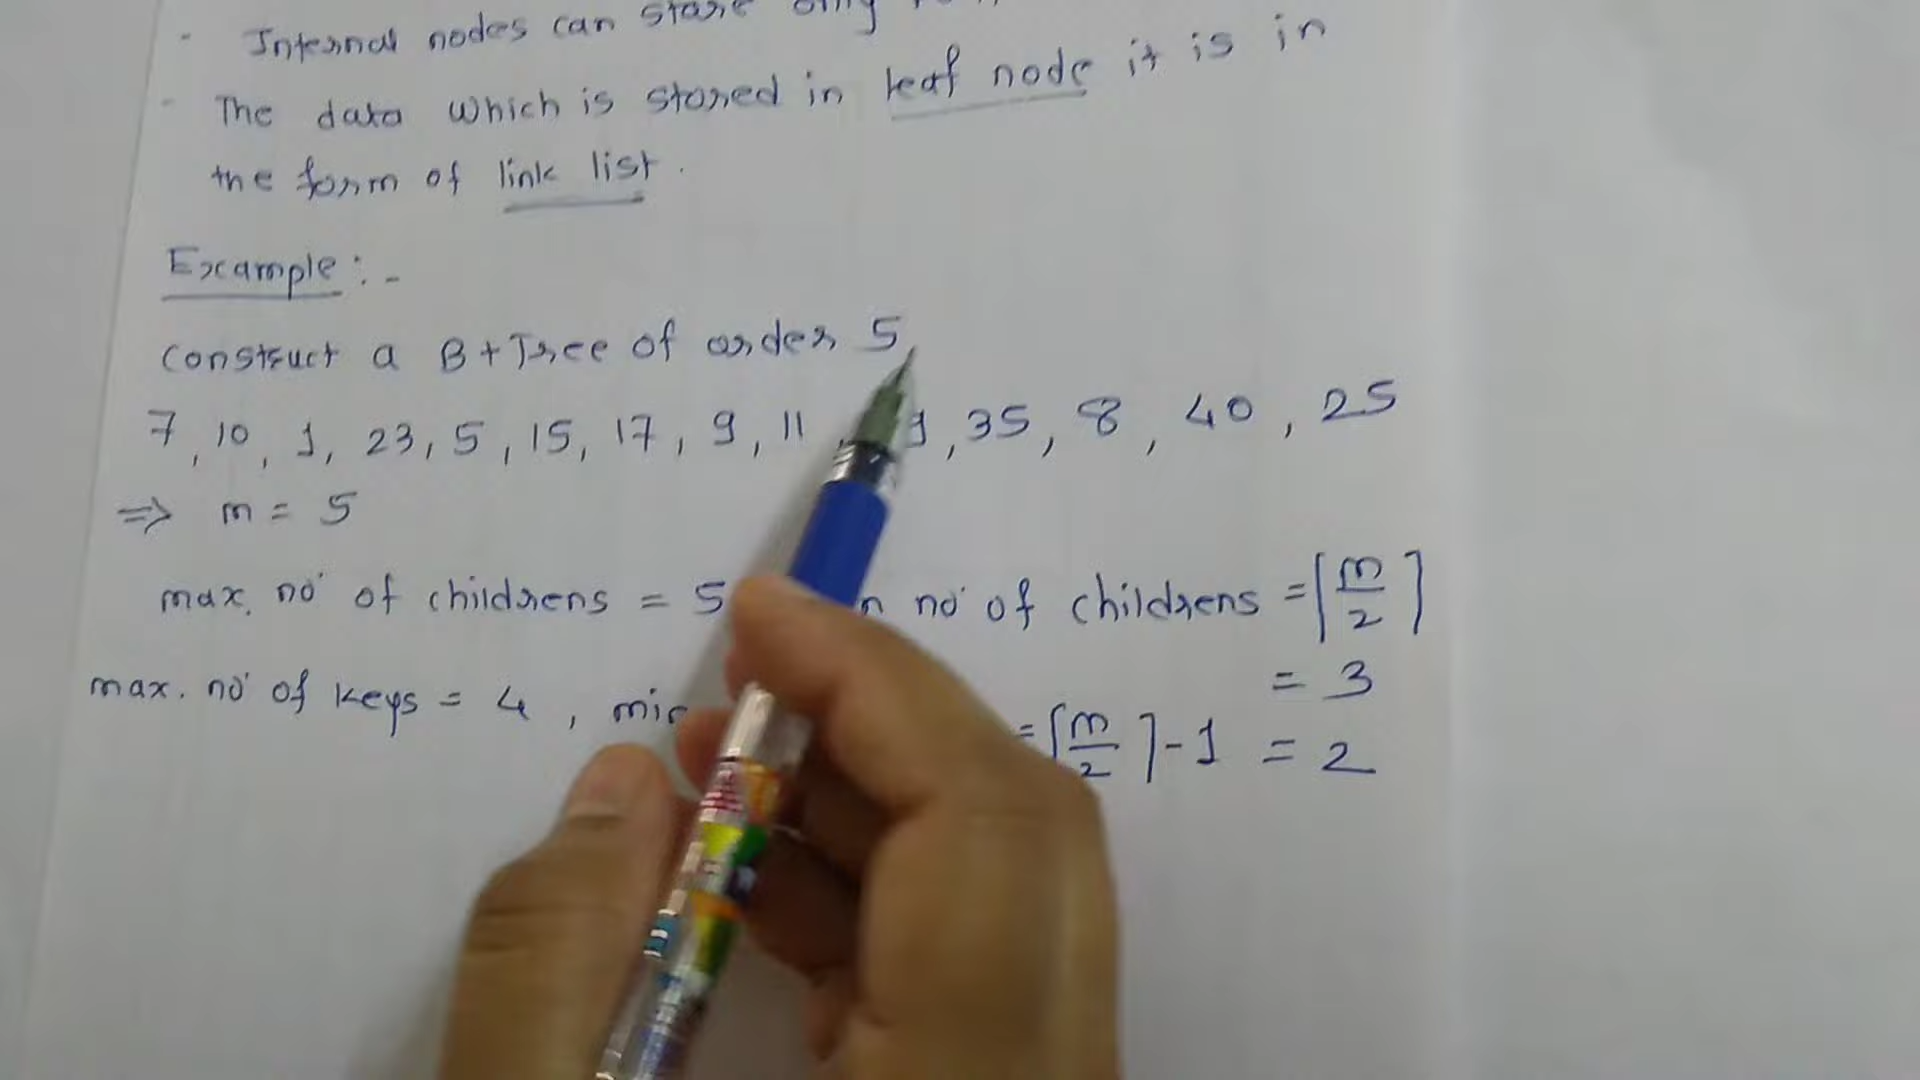 - Internal nodes can store only
- The data which is stored in leaf node it is in
the form of link list.
Example:-
Construct a B+Tree of order 5,
7, 10, 1, 23, 5, 15, 17, 9, 11, , 35, 8, 40, 25
=> m = 5
max. no of childrens = 5 no of childrens = ⌈m/2⌉
= 3
max. no of keys = 4, = ⌈m/2⌉-1 = 2